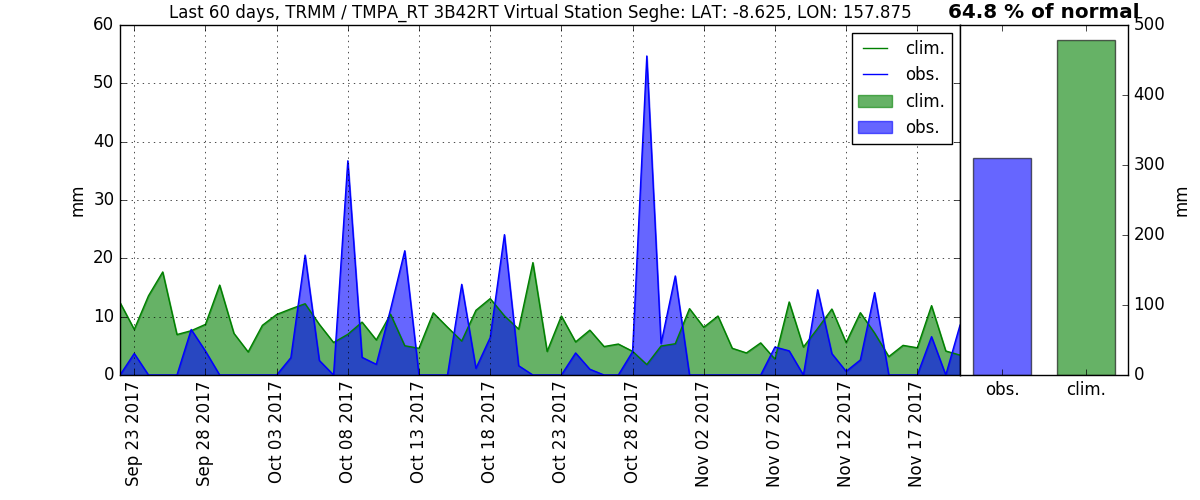 Last 60 days, TRMM / TMPA_RT 3B42RT Virtual Station Seghe: LAT: -8.625, LON: 157.875
64.8 % of normal
60
50
40
30
20
10
0
mm
clim.
obs.
clim.
obs.
500
400
300
200
100
0
mm
Sep 23 2017
Sep 28 2017
Oct 03 2017
Oct 08 2017
Oct 13 2017
Oct 18 2017
Oct 23 2017
Oct 28 2017
Nov 02 2017
Nov 07 2017
Nov 12 2017
Nov 17 2017
obs.
clim.